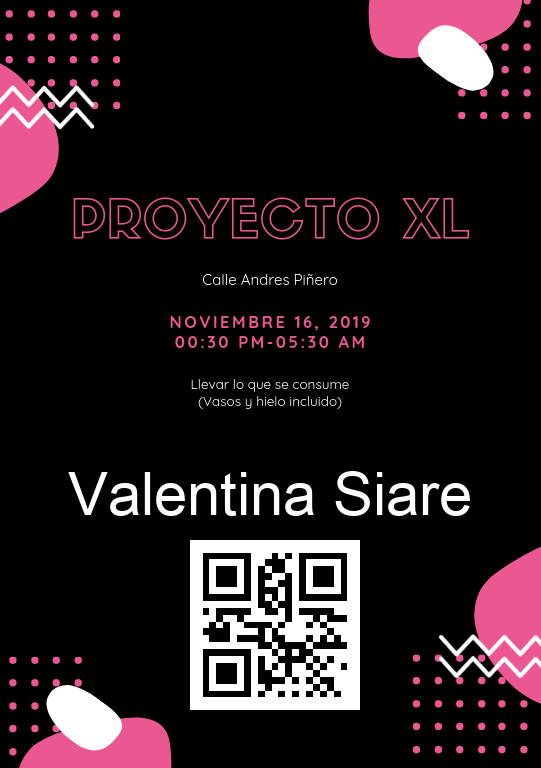 PROYECTO XL
Calle Andres Piñero
NOVIEMBRE 16, 2019
00:30 PM-05:30 AM
Llevar lo que se consume
(Vasos y hielo incluido)
Valentina Siare